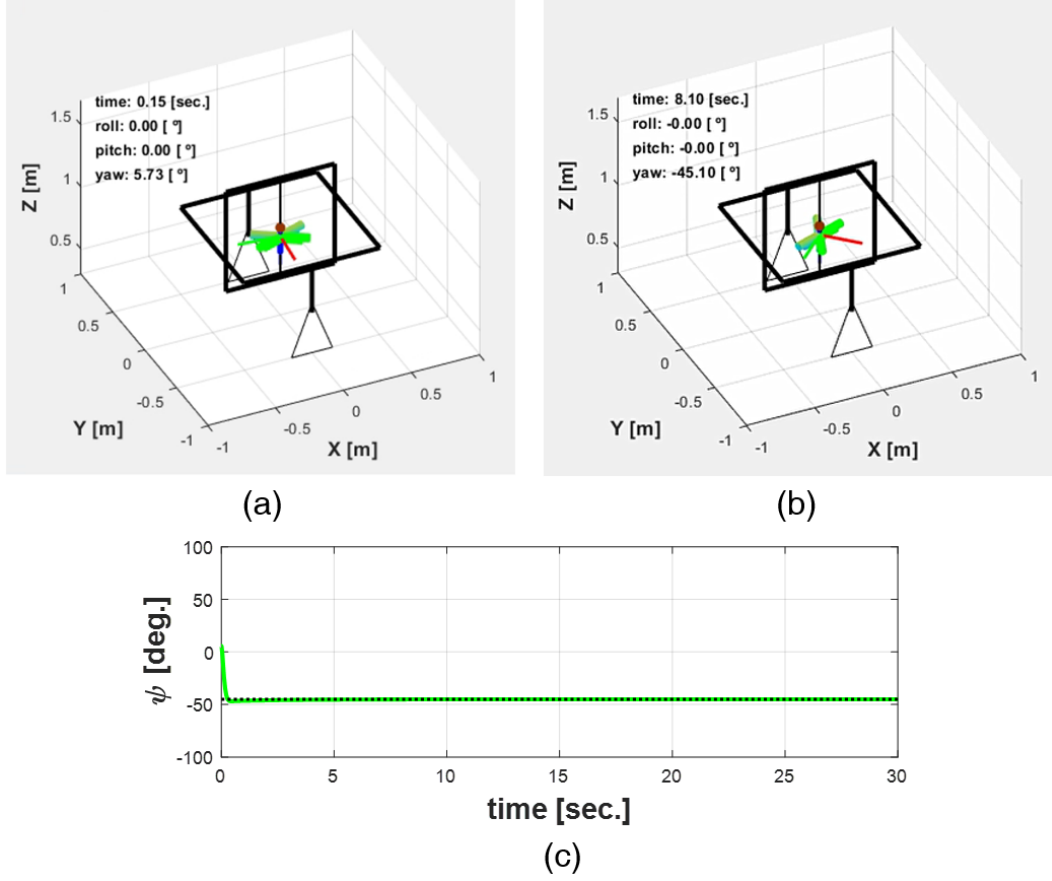 time: 0.15 [sec.]
roll: 0.00 [ º]
pitch: 0.00 [ º]
yaw: 5.73 [ º]
Z [m]
1.5
1
0.5
1
0.5
0
-0.5
-1
Y [m]
-1
-0.5
0
0.5
1
X [m]
(a)
time: 8.10 [sec.]
roll: -0.00 [ º]
pitch: -0.00 [ º]
yaw: -45.10 [ º]
Z [m]
1.5
1
0.5
1
0.5
0
-0.5
-1
Y [m]
-1
-0.5
0
0.5
1
X [m]
(b)
ψ [deg.]
100
50
0
-50
-100
0 5 10 15 20 25 30
time [sec.]
(c)